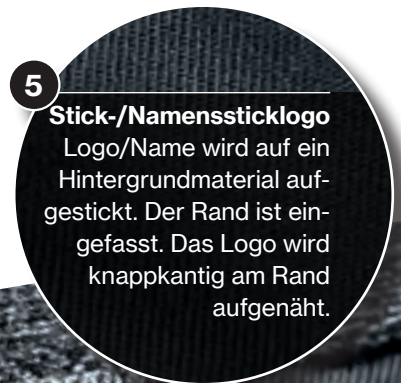 5
Stick-/Namenssticklogo
Logo/Name wird auf ein
Hintergrundmaterial auf-
gestickt. Der Rand ist ein-
gefasst. Das Logo wird
knappkantig am Rand
aufgenäht.